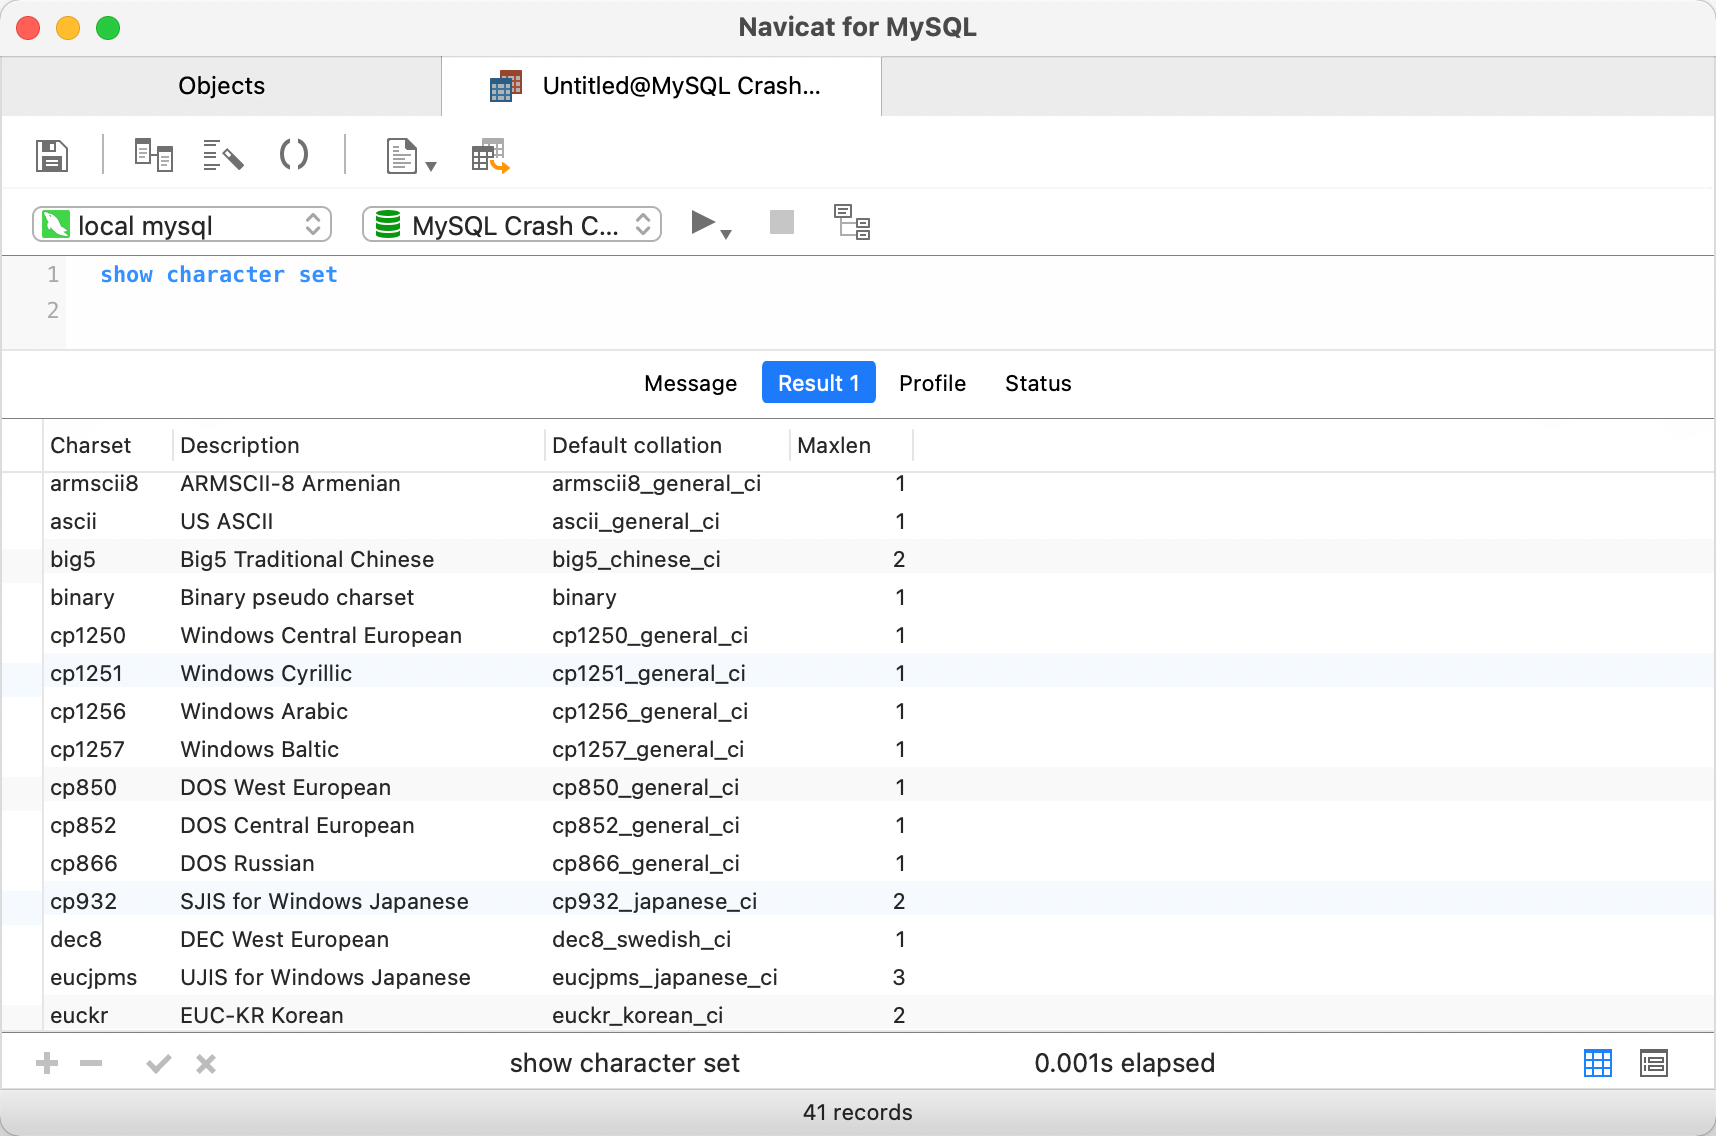 Navicat for MySQL
Objects
Untitled@MySQL Crash...
local mysql
MySQL Crash C...
1 show character set
2
Message Result 1 Profile Status
Charset Description Default collation Maxlen
armscii8 ARMSCII-8 Armenian armscii8_general_ci 1
ascii US ASCII ascii_general_ci 1
big5 Big5 Traditional Chinese big5_chinese_ci 2
binary Binary pseudo charset binary 1
cp1250 Windows Central European cp1250_general_ci 1
cp1251 Windows Cyrillic cp1251_general_ci 1
cp1256 Windows Arabic cp1256_general_ci 1
cp1257 Windows Baltic cp1257_general_ci 1
cp850 DOS West European cp850_general_ci 1
cp852 DOS Central European cp852_general_ci 1
cp866 DOS Russian cp866_general_ci 1
cp932 SJIS for Windows Japanese cp932_japanese_ci 2
dec8 DEC West European dec8_swedish_ci 1
eucjpms UJIS for Windows Japanese eucjpms_japanese_ci 3
euckr EUC-KR Korean euckr_korean_ci 2
show character set 0.001s elapsed
41 records